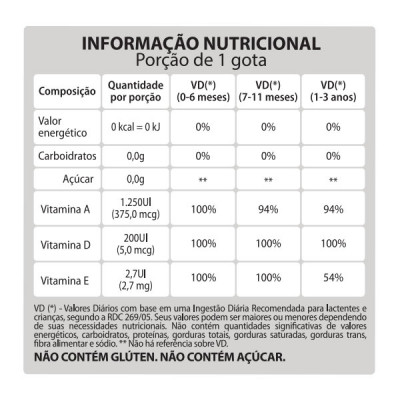 INFORMAÇÃO NUTRICIONAL
Porção de 1 gota
Composição Quantidade por porção VD(*) (0-6 meses) VD(*) (7-11 meses) VD(*) (1-3 anos)
Valor energético 0 kcal = 0 kJ 0% 0% 0%
Carboidratos 0,0g 0% 0% 0%
Açúcar 0,0g ** ** **
Vitamina A 1.250UI (375,0 mcg) 100% 94% 94%
Vitamina D 200UI (5,0 mcg) 100% 100% 100%
Vitamina E 2,7UI (2,7 mg) 100% 100% 54%
VD (*) - Valores Diários com base em uma Ingestão Diária Recomendada para lactentes e
crianças, segundo a RDC 269/05. Seus valores podem ser maiores ou menores dependendo
de suas necessidades nutricionais. Não contém quantidades significativas de valores
energéticos, carboidratos, proteínas, gorduras totais, gorduras saturadas, gorduras trans,
fibra alimentar e sódio. ** Não há referência sobre VD.
NÃO CONTÉM GLÚTEN. NÃO CONTÉM AÇÚCAR.